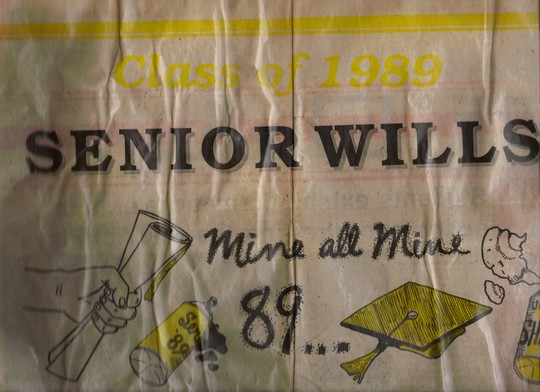 Class of 1989
SENIOR WILLS
Mine all Mine
89...